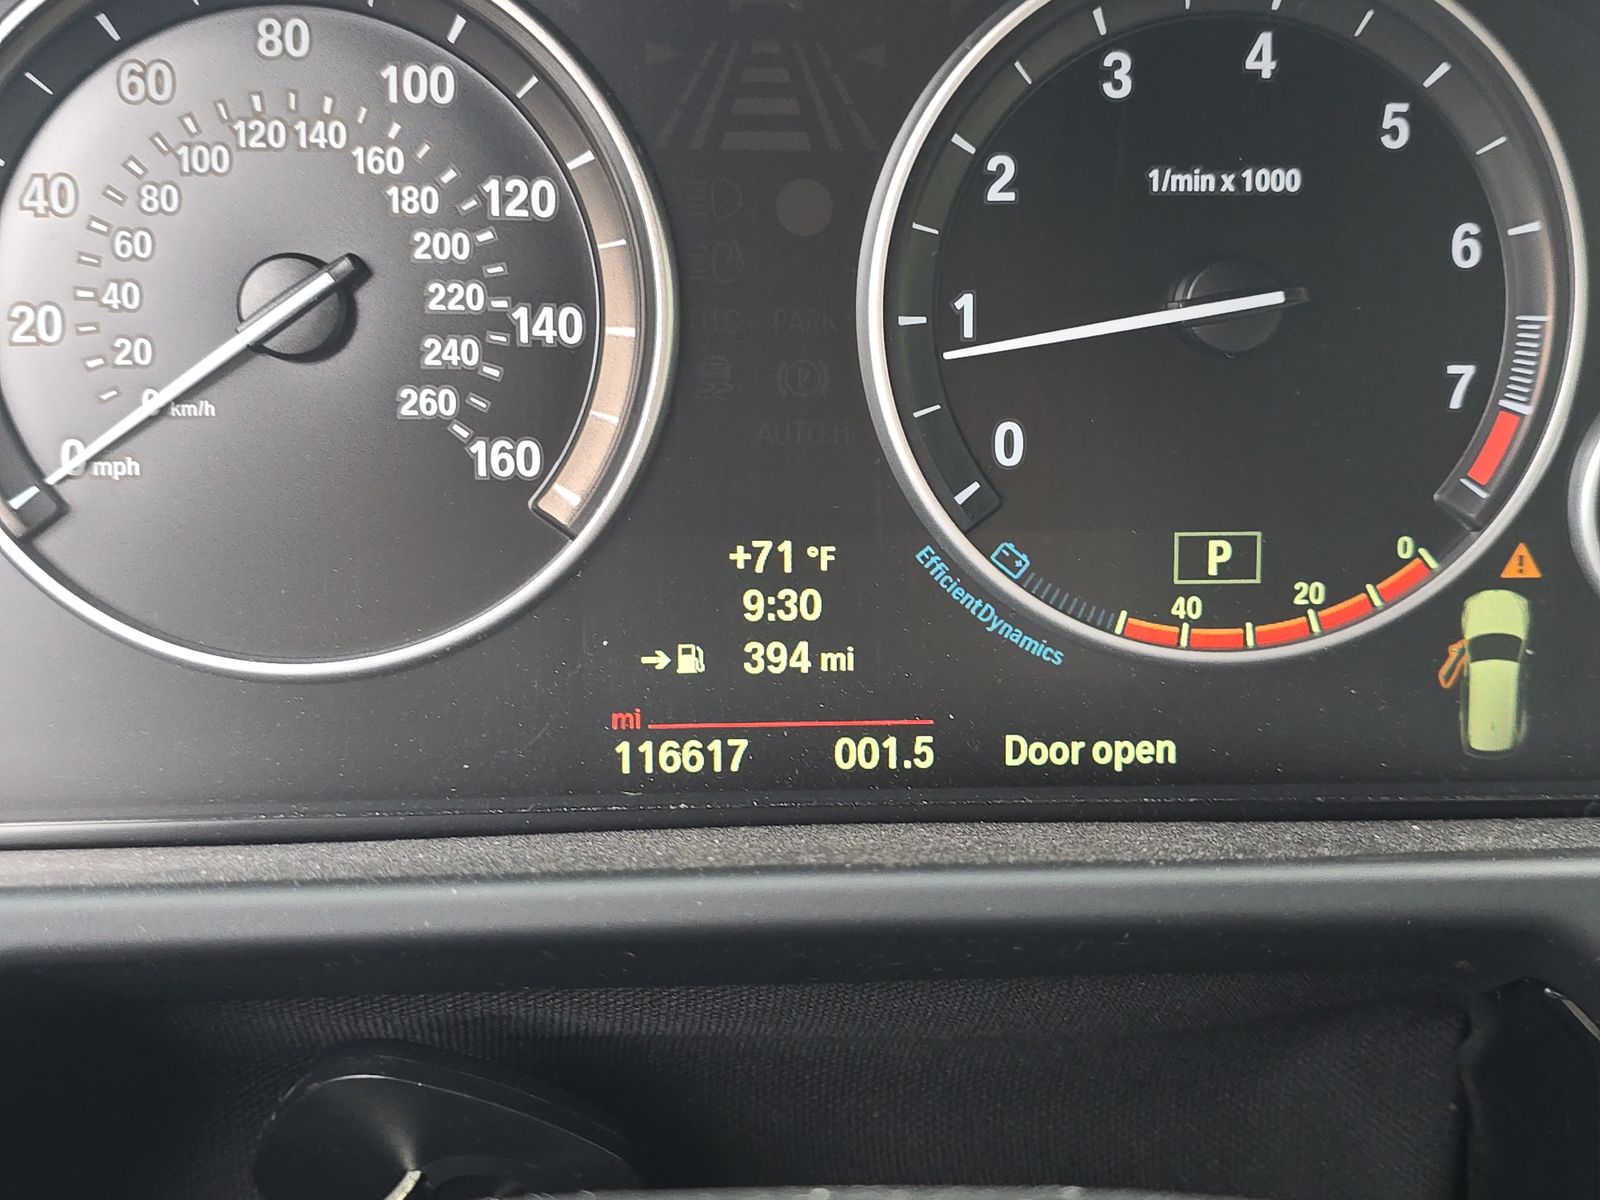 80
60
100
40
120
20
140
0 mph
160
120
140
100
160
80
180
60
200
40
220
20
240
0 km/h
260
3
4
2
5
1
6
0
7
1/min x 1000
PARK
(P)
AUTO H
+71 °F
9:30
394 mi
mi
116617 001.5 Door open
EfficientDynamics
P
40
20
0